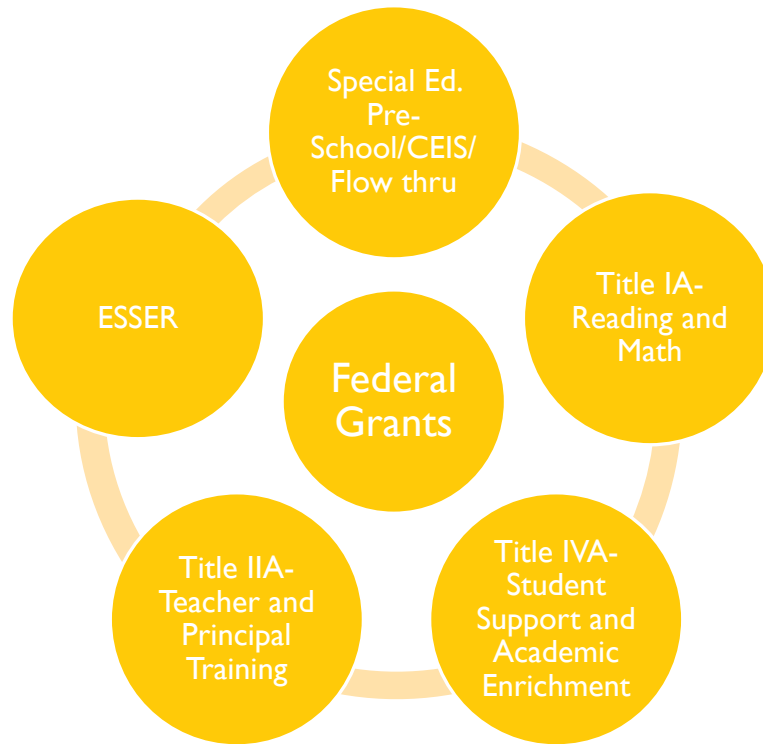 Special Ed.
Pre-
School/CEIS/
Flow thru
Title IA-
Reading and
Math
Title IVA-
Student
Support and
Academic
Enrichment
Title IIA-
Teacher and
Principal
Training
ESSER
Federal
Grants